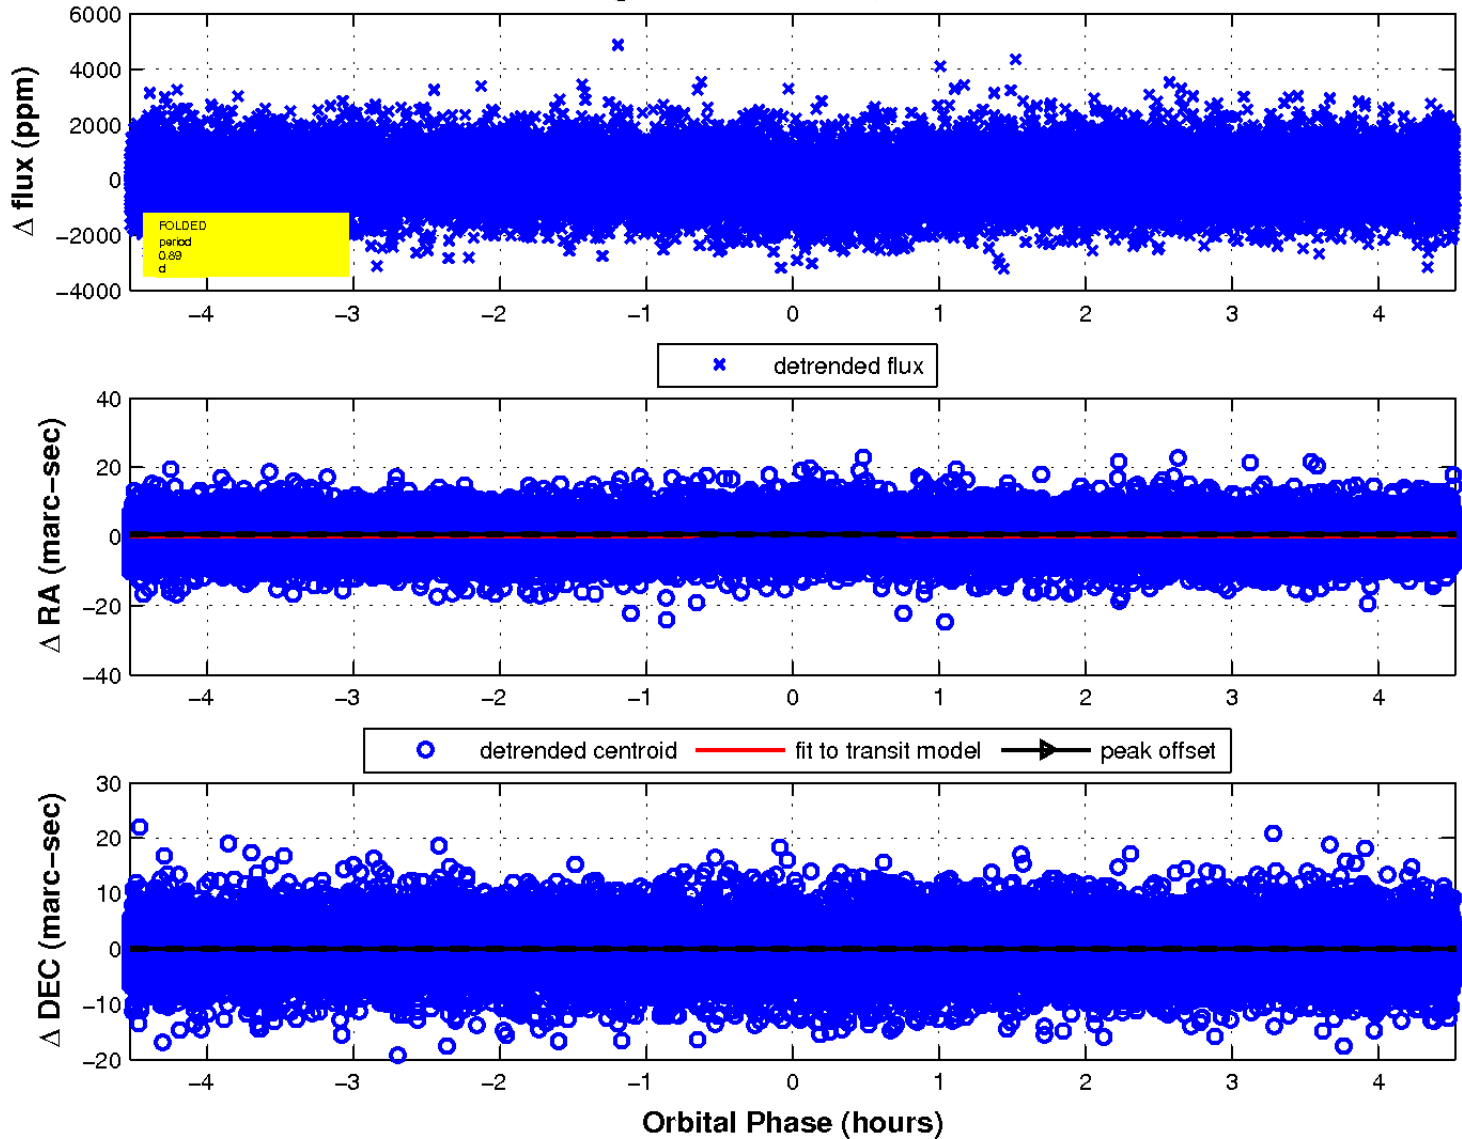 6000
4000
2000
0
−2000
−4000
Δ flux (ppm)
FOLDED
period
0.89
d
−4 −3 −2 −1 0 1 2 3 4
detrended flux
40
20
0
−20
−40
Δ RA (marc−sec)
−4 −3 −2 −1 0 1 2 3 4
detrended centroid fit to transit model peak offset
30
20
10
0
−10
−20
Δ DEC (marc−sec)
−4 −3 −2 −1 0 1 2 3 4
Orbital Phase (hours)